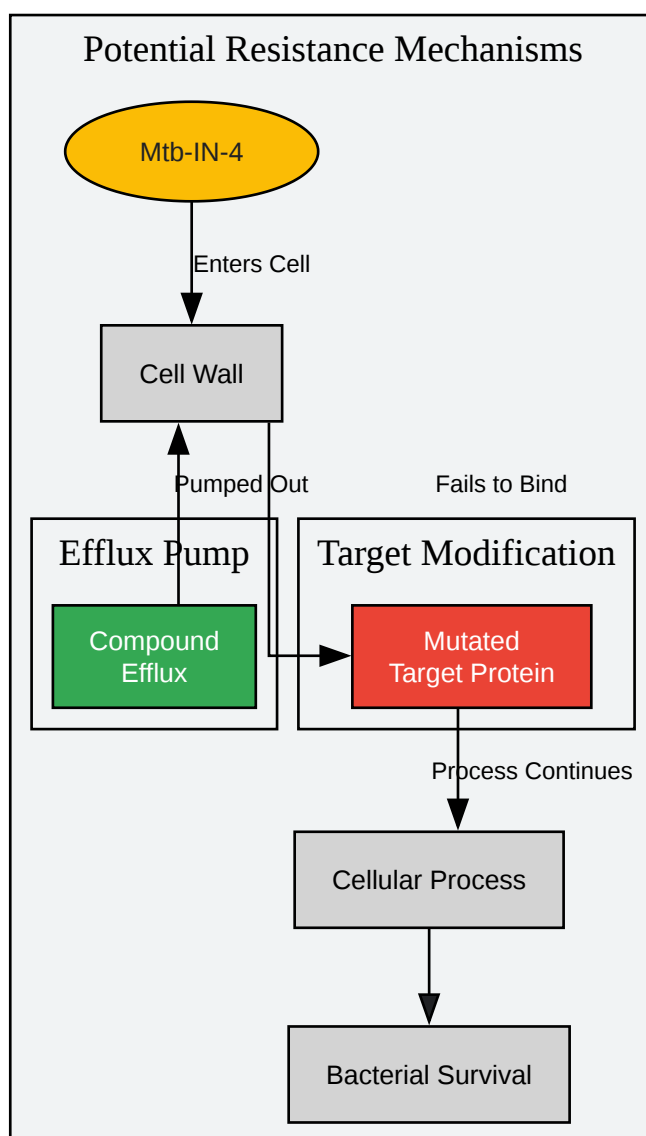 Potential Resistance Mechanisms
Mtb-IN-4
Enters Cell
Cell Wall
Pumped Out
Fails to Bind
Efflux Pump
Target Modification
Compound
Efflux
Mutated
Target Protein
Process Continues
Cellular Process
Bacterial Survival